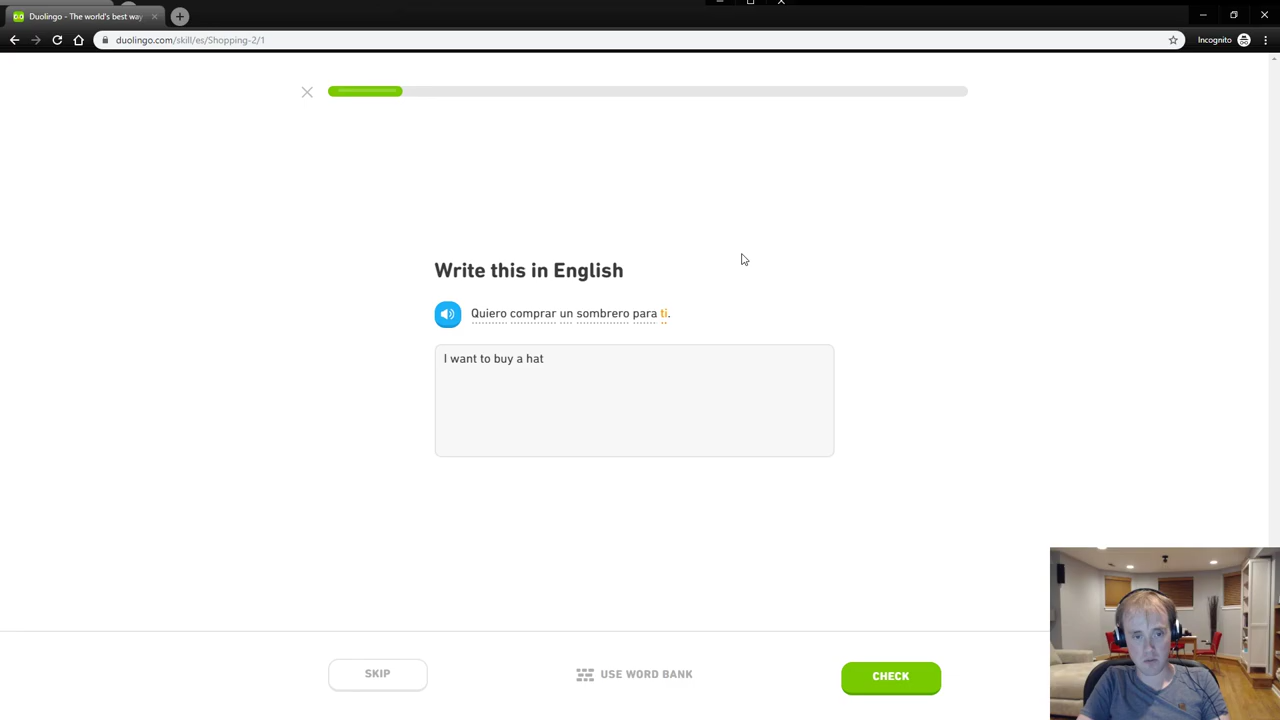 Duolingo - The world's best way
duolingo.com/skill/es/Shopping-2/1
Incognito
Write this in English
Quiero comprar un sombrero para ti.
I want to buy a hat
SKIP
USE WORD BANK
CHECK